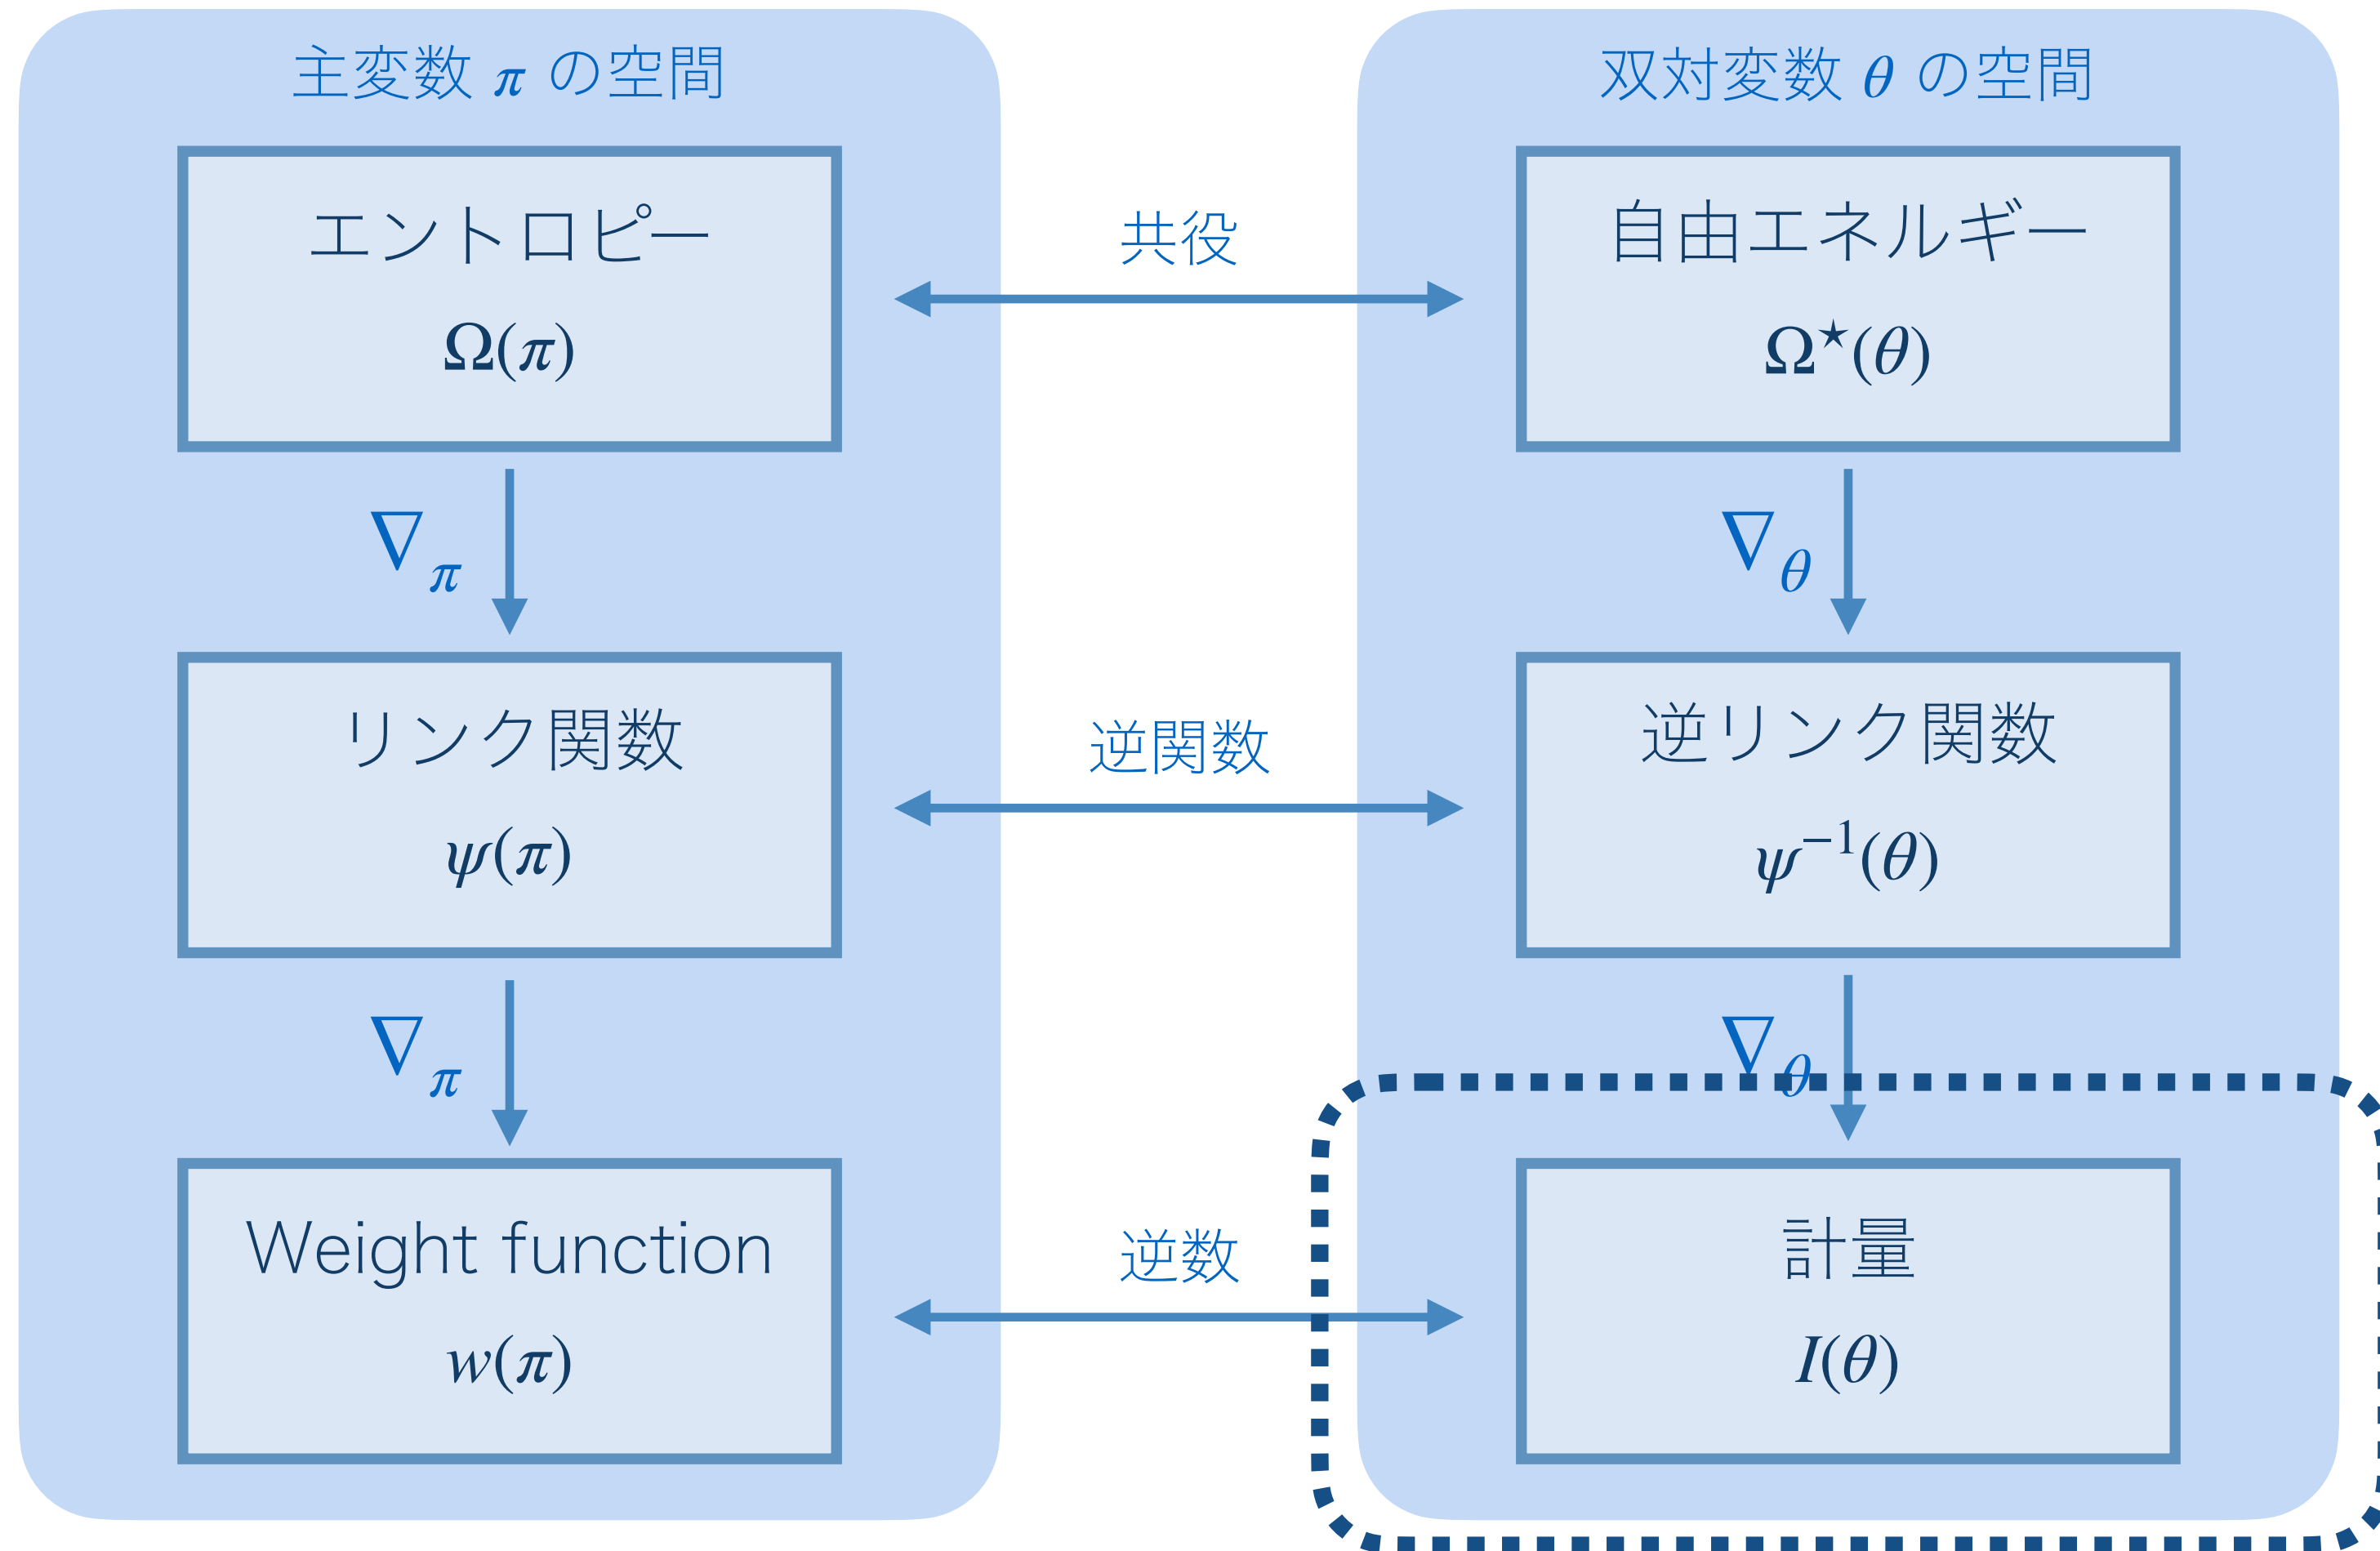 主変数 π の空間
双対変数 θ の空間
エントロピー
Ω(π)
共役
自由エネルギー
Ω★(θ)
∇π
∇θ
リンク関数
ψ(π)
逆関数
逆リンク関数
ψ−1(θ)
∇π
∇θ
Weight function
w(π)
逆数
計量
I(θ)